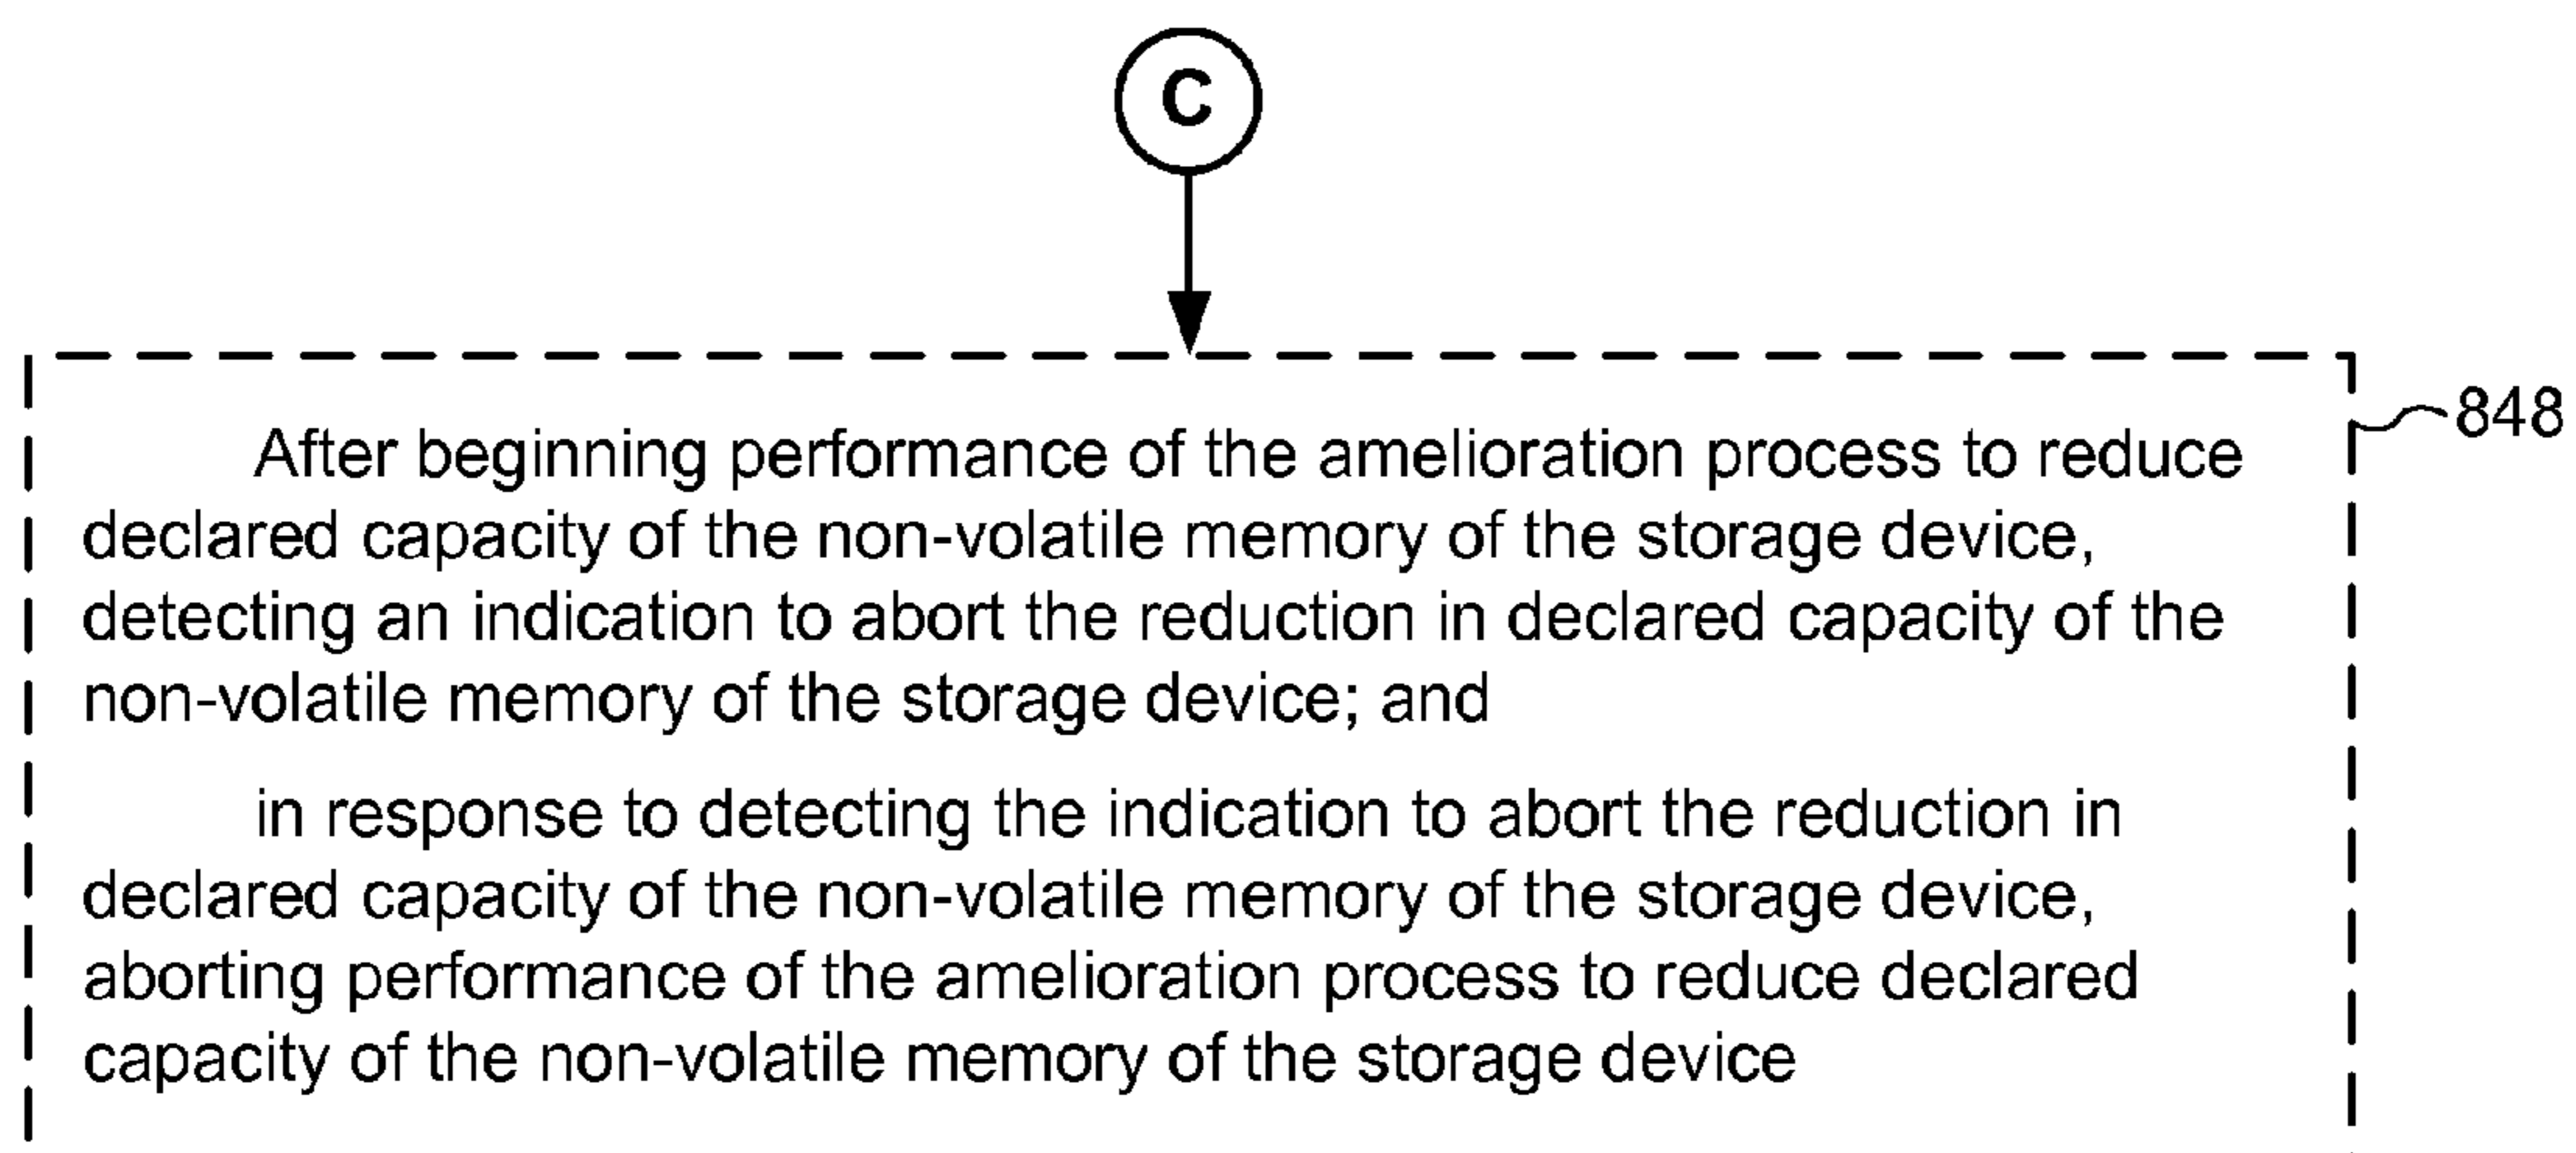 C
848
After beginning performance of the amelioration process to reduce
declared capacity of the non-volatile memory of the storage device,
detecting an indication to abort the reduction in declared capacity of the
non-volatile memory of the storage device; and
in response to detecting the indication to abort the reduction in
declared capacity of the non-volatile memory of the storage device,
aborting performance of the amelioration process to reduce declared
capacity of the non-volatile memory of the storage device